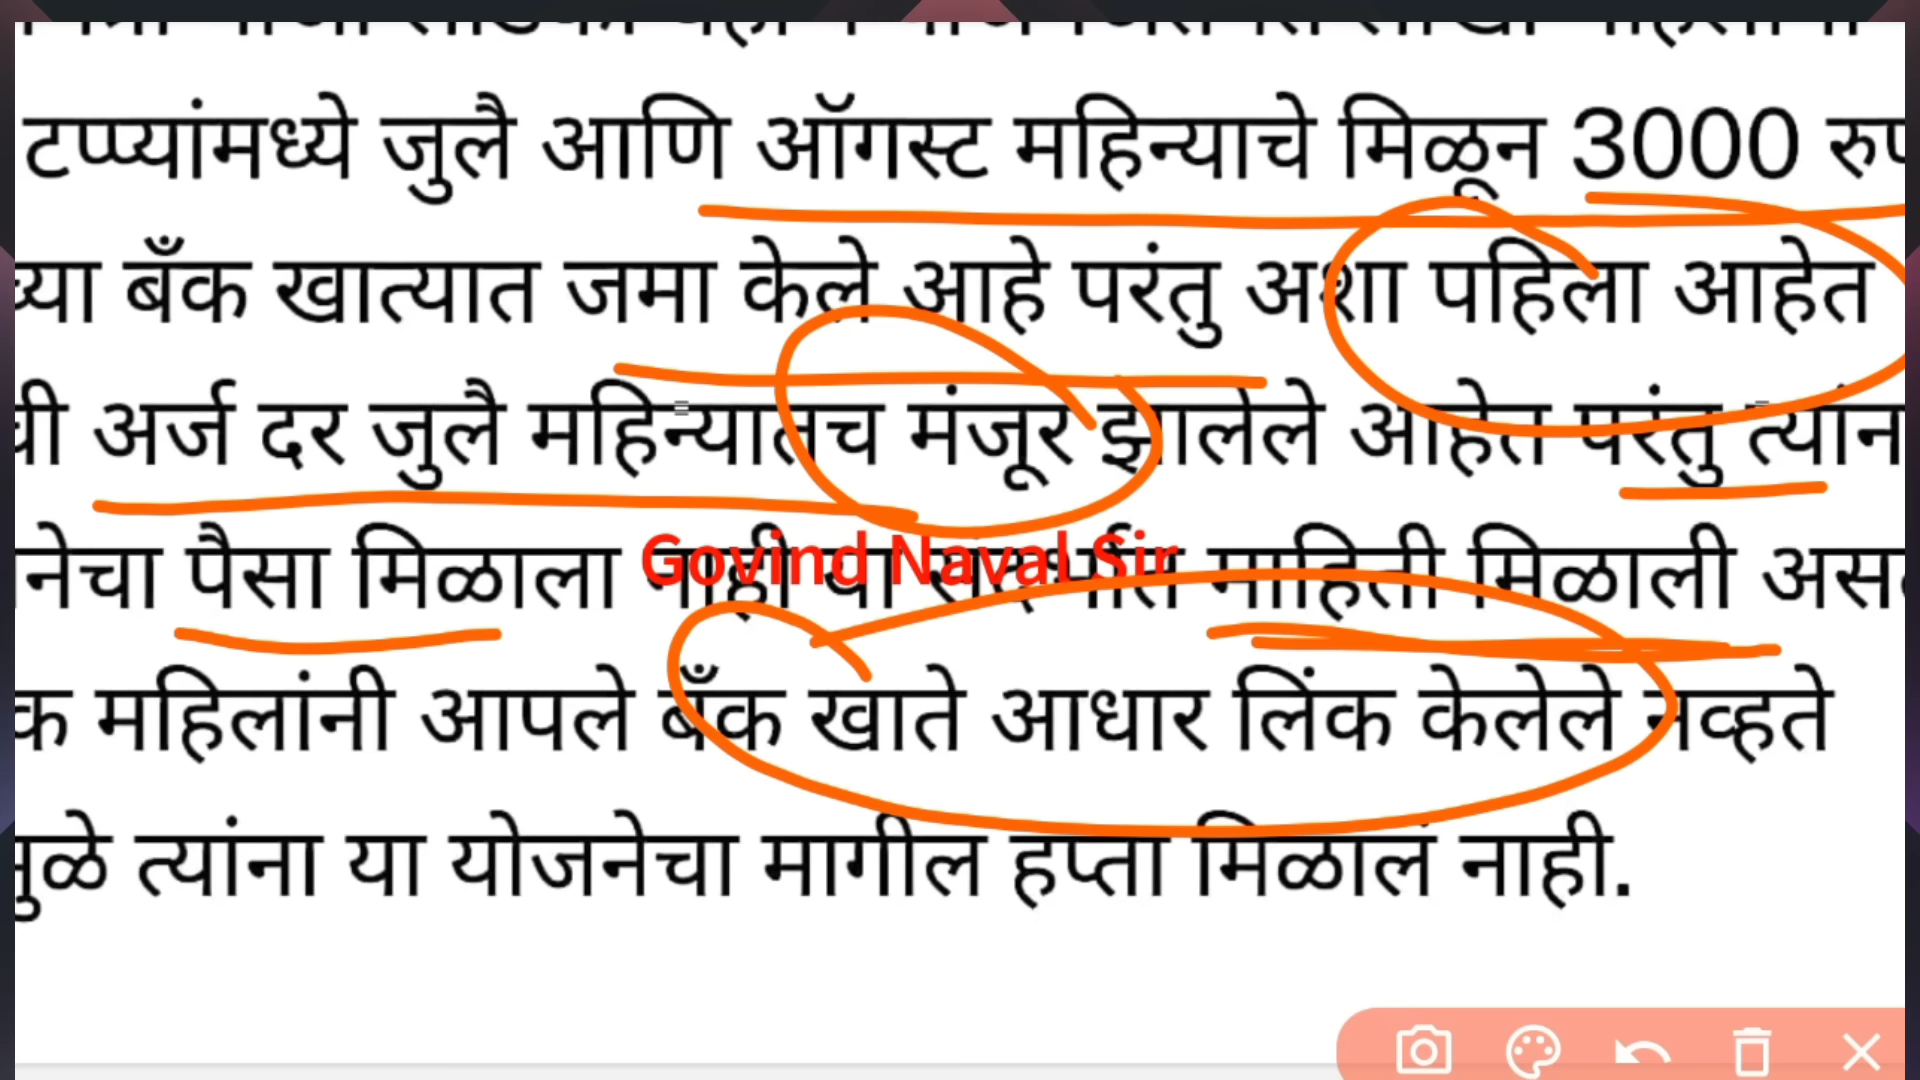 टप्प्यांमध्ये जुलै आणि ऑगस्ट महिन्याचे मिळून 3000
बँक खात्यात जमा केले आहे परंतु अशा पहिला आहेत
अर्ज दर जुलै महिन्यातच मंजूर झालेले आहेत परंतु
पैसा मिळाला नाही या संदर्भात माहिती मिळाली
Govind Naval Sir
महिलांनी आपले बँक खाते आधार लिंक केलेले नव्हते
त्यांना या योजनेचा मागील हप्ता मिळालं नाही.